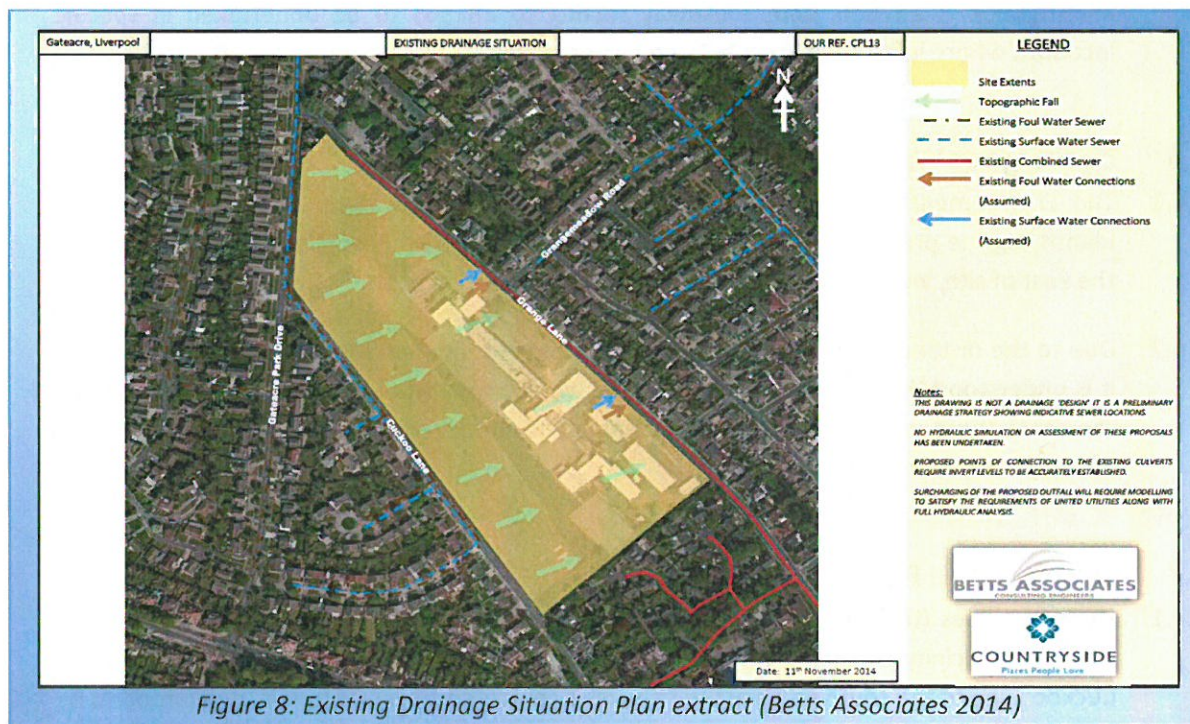 Gateacre, Liverpool
EXISTING DRAINAGE SITUATION
OUR REF. CPL13
LEGEND
Site Extents
Topographic Fall
Existing Foul Water Sewer
Existing Surface Water Sewer
Existing Combined Sewer
Existing Foul Water Connections
(Assumed)
Existing Surface Water Connections
(Assumed)
N
S
Grangemeadow Road
Grange Lane
Gateacre Park Drive
Cuckoo Lane
Notes:
THIS DRAWING IS NOT A DRAINAGE 'DESIGN' IT IS A PRELIMINARY
DRAINAGE STRATEGY SHOWING INDICATIVE SEWER LOCATIONS.
NO HYDRAULIC SIMULATION OR ASSESSMENT OF THESE PROPOSALS
HAS BEEN UNDERTAKEN.
PROPOSED POINTS OF CONNECTION TO THE EXISTING CULVERTS
REQUIRE INVERT LEVELS TO BE ACCURATELY ESTABLISHED.
SURCHARGING OF THE PROPOSED OUTFALL WILL REQUIRE MODELLING
TO SATISFY THE REQUIREMENTS OF UNITED UTILITIES ALONG WITH
FULL HYDRAULIC ANALYSIS.
BETTS ASSOCIATES
CONSULTING ENGINEERS
COUNTRYSIDE
Places People Love
Date: 11th November 2014
Figure 8: Existing Drainage Situation Plan extract (Betts Associates 2014)